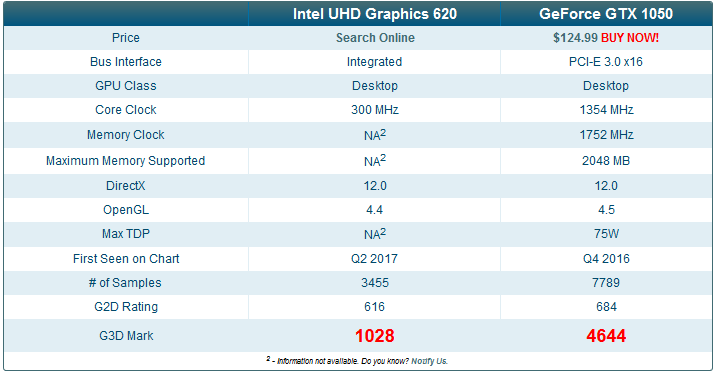 Intel UHD Graphics 620 GeForce GTX 1050
Price Search Online $124.99 BUY NOW!
Bus Interface Integrated PCI-E 3.0 x16
GPU Class Desktop Desktop
Core Clock 300 MHz 1354 MHz
Memory Clock NA2 1752 MHz
Maximum Memory Supported NA2 2048 MB
DirectX 12.0 12.0
OpenGL 4.4 4.5
Max TDP NA2 75W
First Seen on Chart Q2 2017 Q4 2016
# of Samples 3455 7789
G2D Rating 616 684
G3D Mark 1028 4644
2 - Information not available. Do you know? Notify Us.